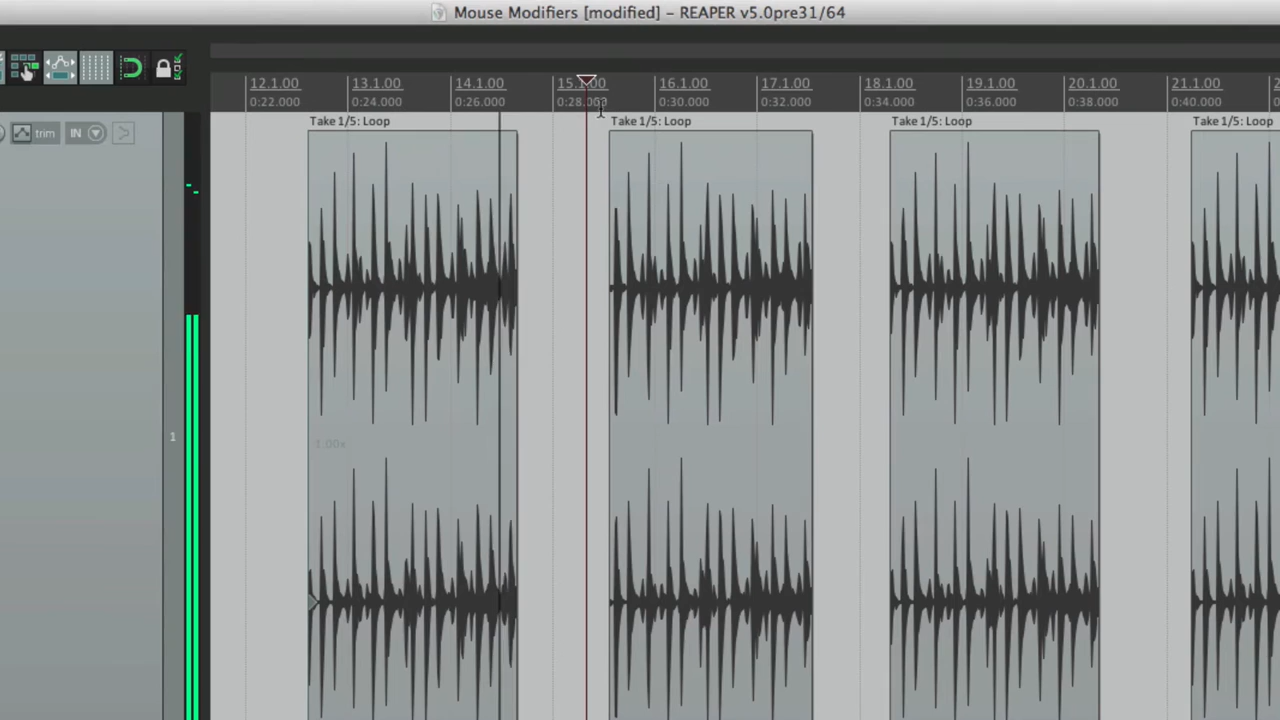 Mouse Modifiers [modified] – REAPER v5.0pre31/64
12.1.00 13.1.00 14.1.00 15.1.00 16.1.00 17.1.00 18.1.00 19.1.00 20.1.00 21.1.00
0:22.000 0:24.000 0:26.000 0:28.000 0:30.000 0:32.000 0:34.000 0:36.000 0:38.000 0:40.000
Take 1/5: Loop Take 1/5: Loop Take 1/5: Loop Take 1/5: Loop
trim IN
1
1.00x